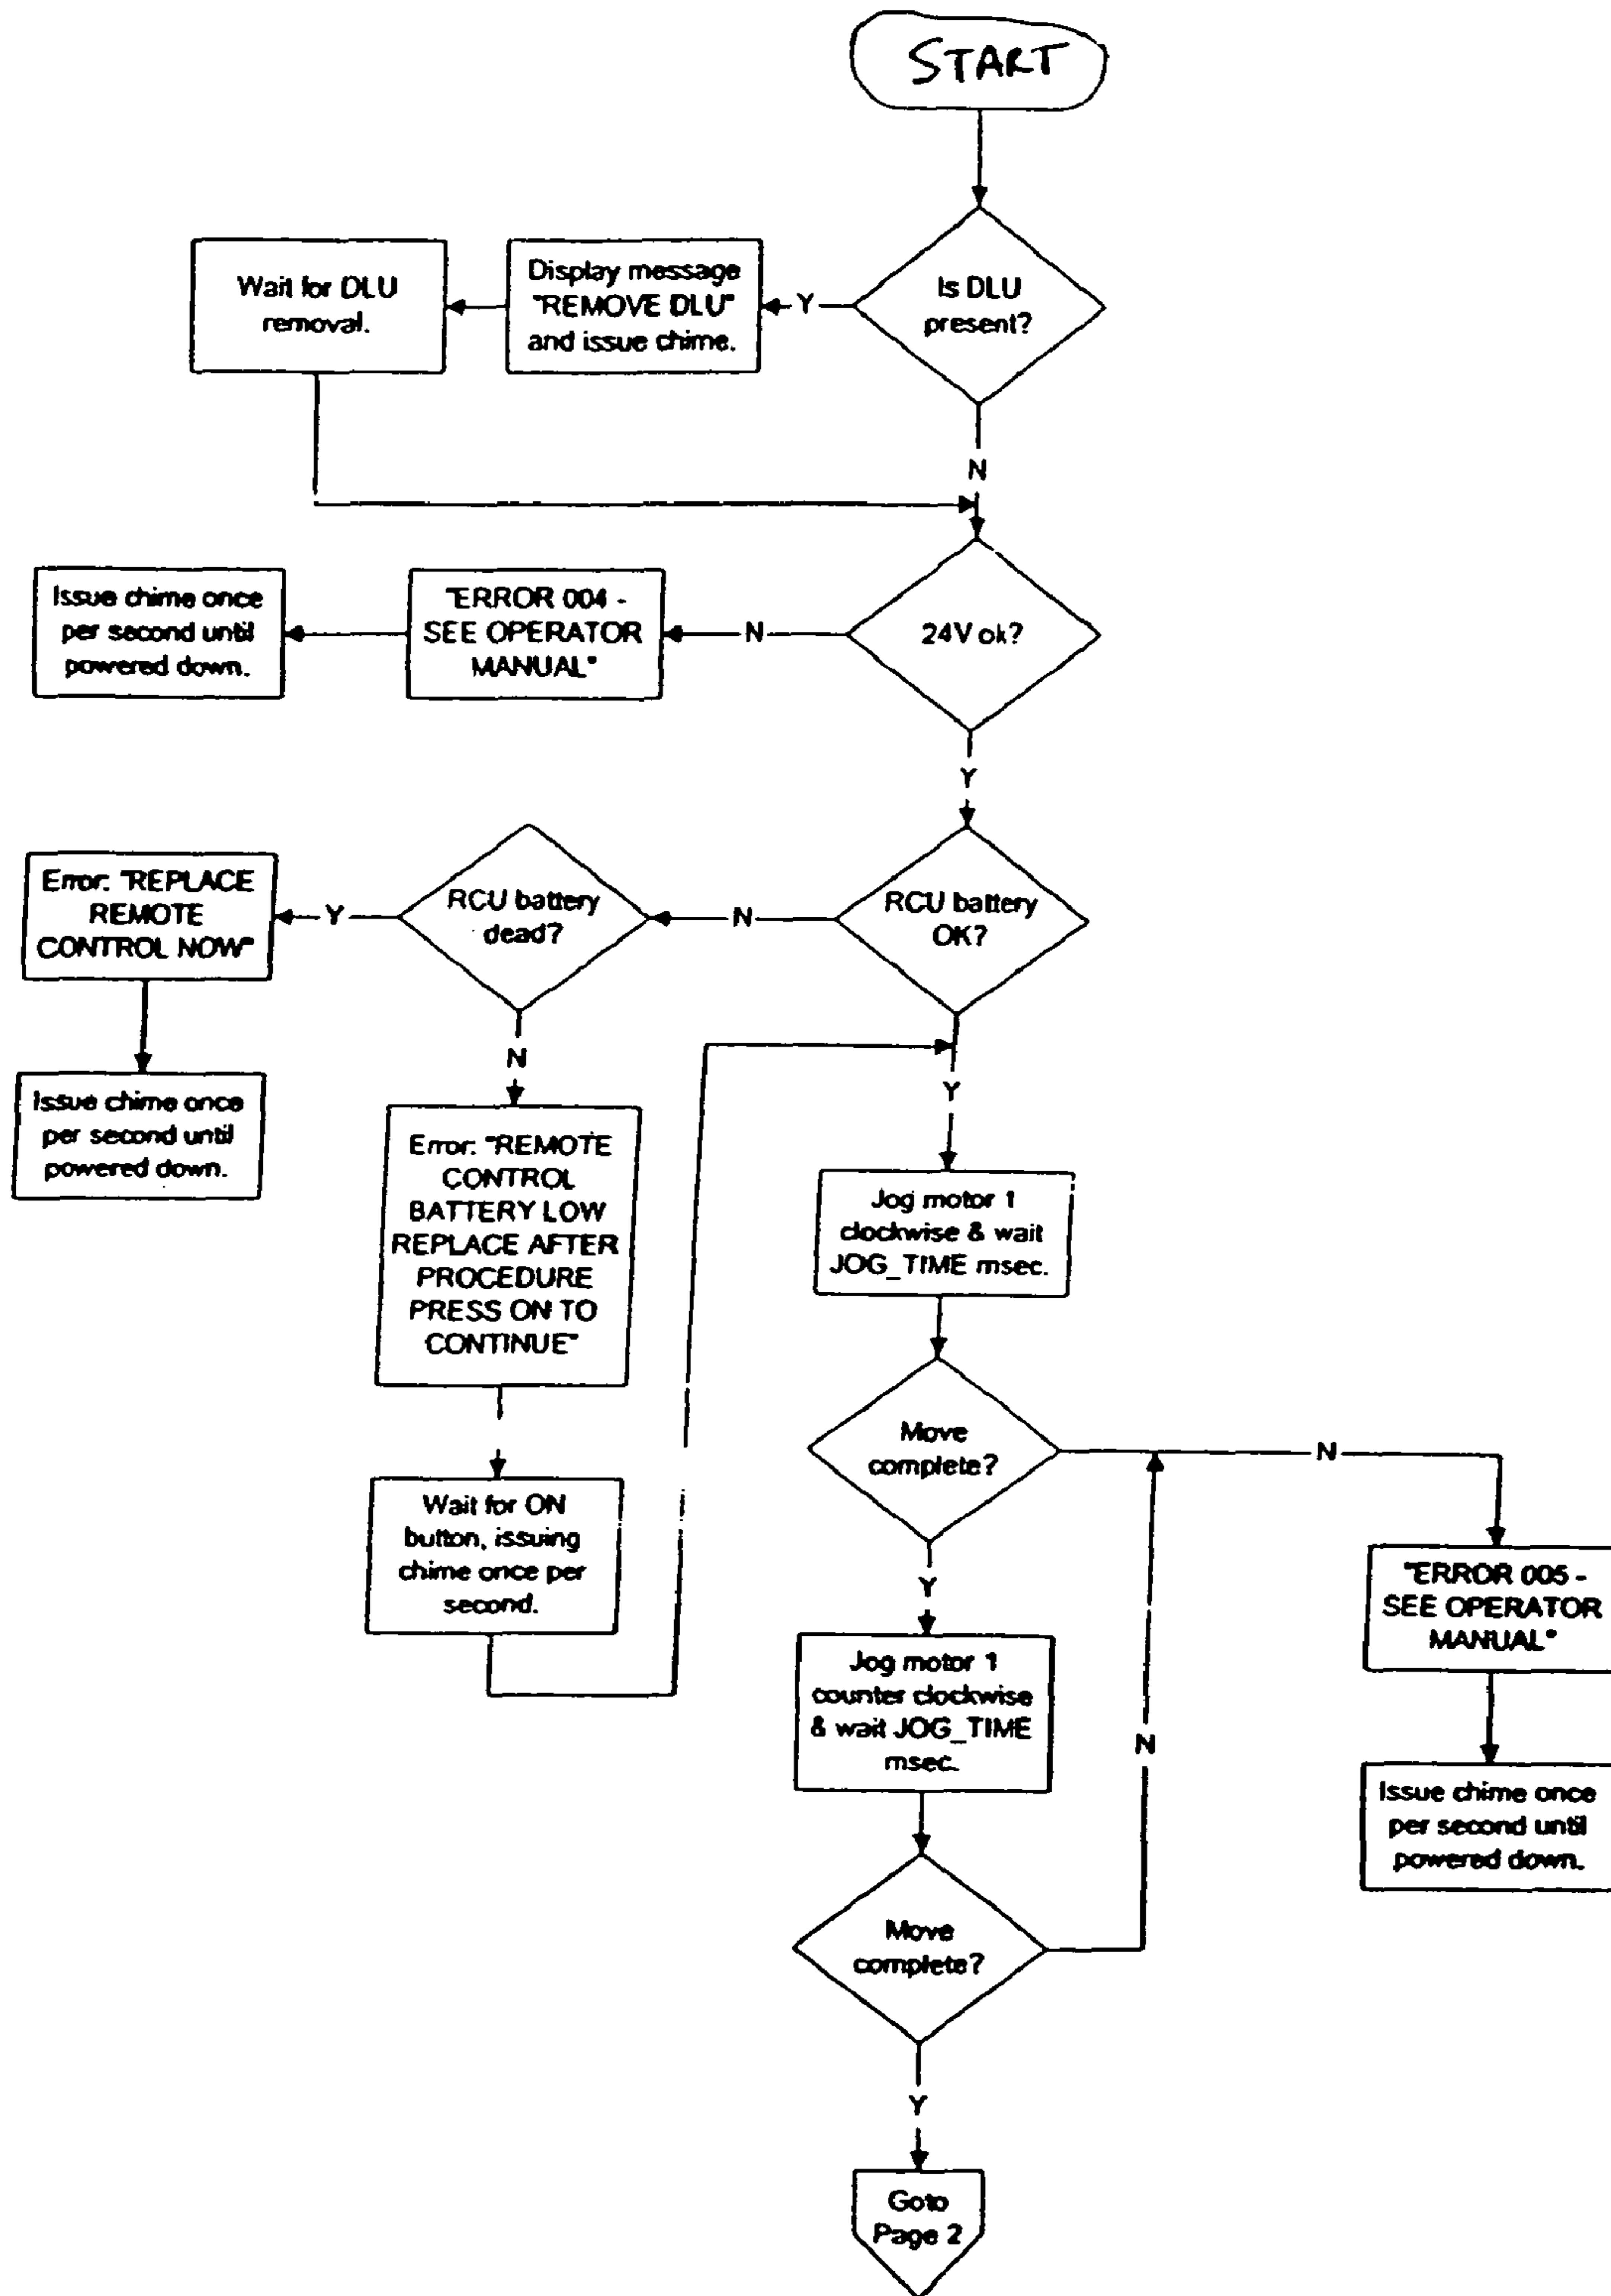 START
Is DLU
present?
Y
Display message
"REMOVE DLU"
and issue chime.
Wait for DLU
removal.
N
24V ok?
N
"ERROR 004 -
SEE OPERATOR
MANUAL"
Issue chime once
per second until
powered down.
Y
RCU battery
OK?
N
RCU battery
dead?
Y
Error: "REPLACE
REMOTE
CONTROL NOW"
Issue chime once
per second until
powered down.
N
Error: "REMOTE
CONTROL
BATTERY LOW
REPLACE AFTER
PROCEDURE
PRESS ON TO
CONTINUE"
Wait for ON
button, issuing
chime once per
second.
Y
Jog motor 1
clockwise & wait
JOG_TIME msec.
Move
complete?
N
"ERROR 005 -
SEE OPERATOR
MANUAL"
Issue chime once
per second until
powered down.
Y
Jog motor 1
counter clockwise
& wait JOG_TIME
msec.
N
Move
complete?
Y
Goto
Page 2